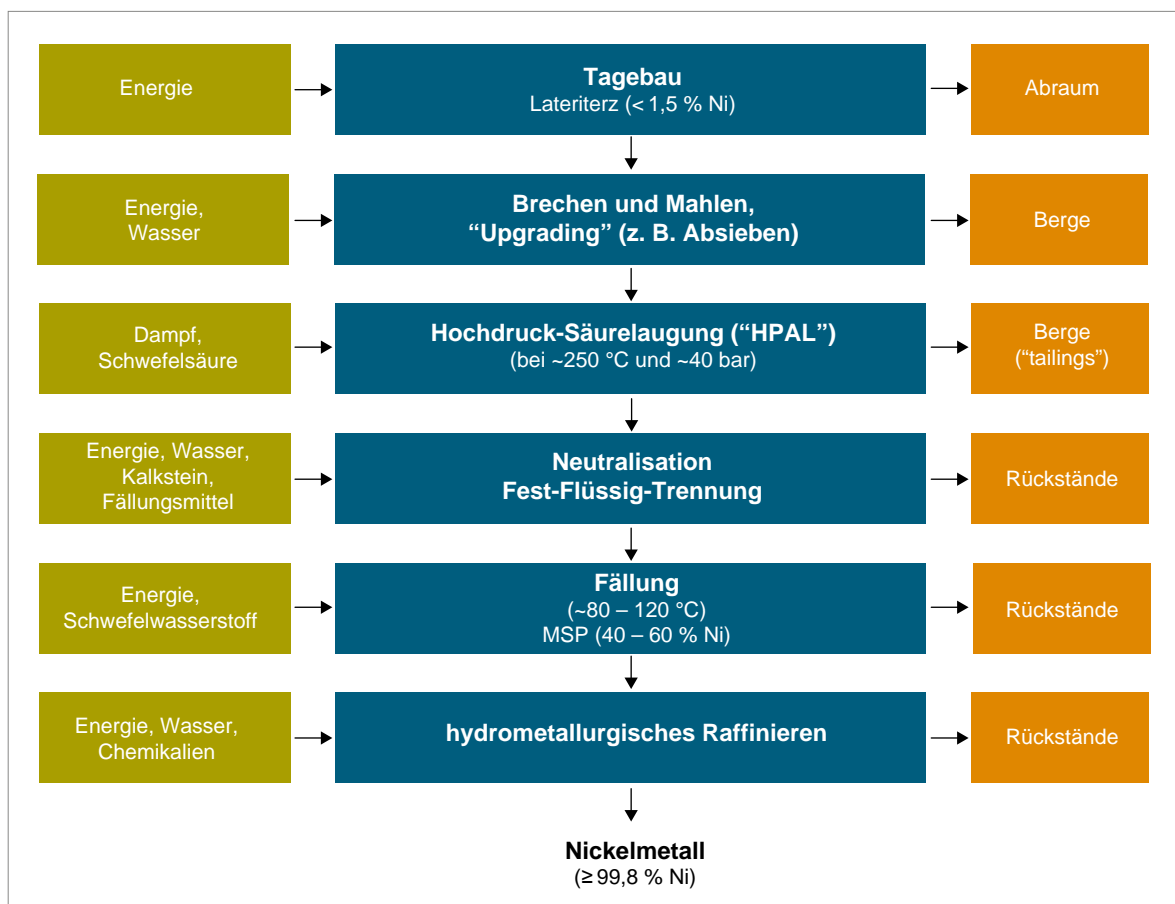 Energie
Tagebau
Lateriterz (< 1,5 % Ni)
Abraum
Energie,
Wasser
Brechen und Mahlen,
“Upgrading” (z. B. Absieben)
Berge
Dampf,
Schwefelsäure
Hochdruck-Säurelaugung (“HPAL”)
(bei ~250 °C und ~40 bar)
Berge
(“tailings”)
Energie, Wasser,
Kalkstein,
Fällungsmittel
Neutralisation
Fest-Flüssig-Trennung
Rückstände
Energie,
Schwefelwasserstoff
Fällung
(~80 – 120 °C)
MSP (40 – 60 % Ni)
Rückstände
Energie, Wasser,
Chemikalien
hydrometallurgisches Raffinieren
Rückstände
Nickelmetall
(≥ 99,8 % Ni)